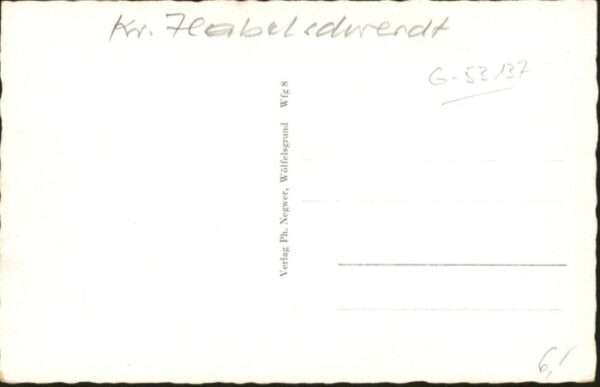 Kr. Habelschwerdt
G-53137
Verlag Ph. Negwer, Wölfelsgrund Wfg 8
6,/